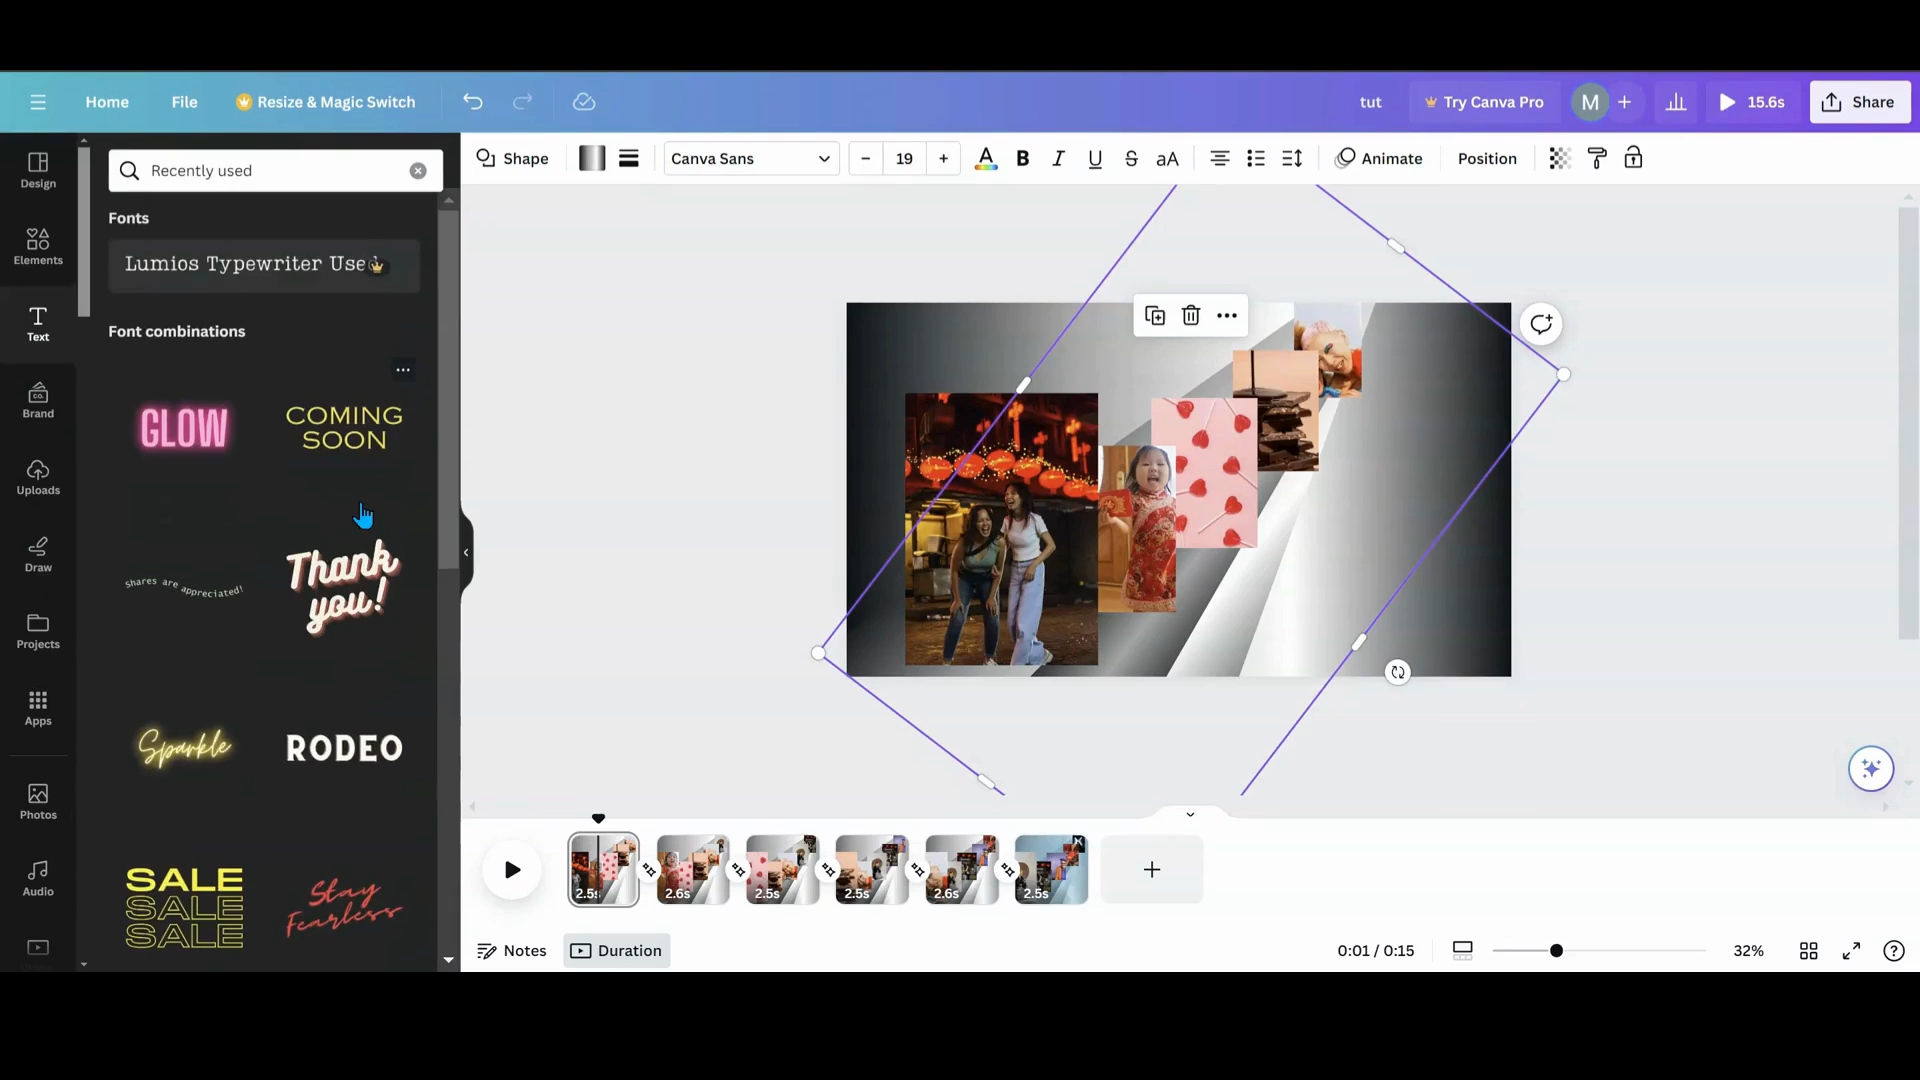 Home File Resize & Magic Switch tut Try Canva Pro M 15.6s Share
Design
Elements
Text
Brand
Uploads
Draw
Projects
Apps
Photos
Audio
Recently used
Fonts
Lumios Typewriter Used
Font combinations
GLOW
COMING
SOON
Shares are appreciated!
Thank
you!
Sparkle
RODEO
SALE
SALE
SALE
Stay
Fearless
Shape Canva Sans - 19 + A B I U S aA Animate Position
2.5s 2.6s 2.5s 2.5s 2.6s 2.5s
Notes Duration 0:01 / 0:15 32%